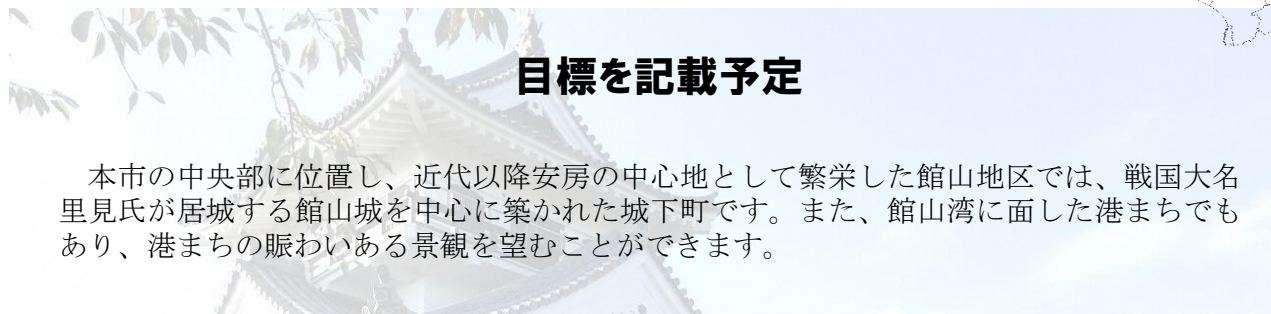 目標を記載予定
本市の中央部に位置し、近代以降安房の中心地として繁栄した館山地区では、戦国大名
里見氏が居城する館山城を中心に築かれた城下町です。また、館山湾に面した港まちでも
あり、港まちの賑わいある景観を望むことができます。